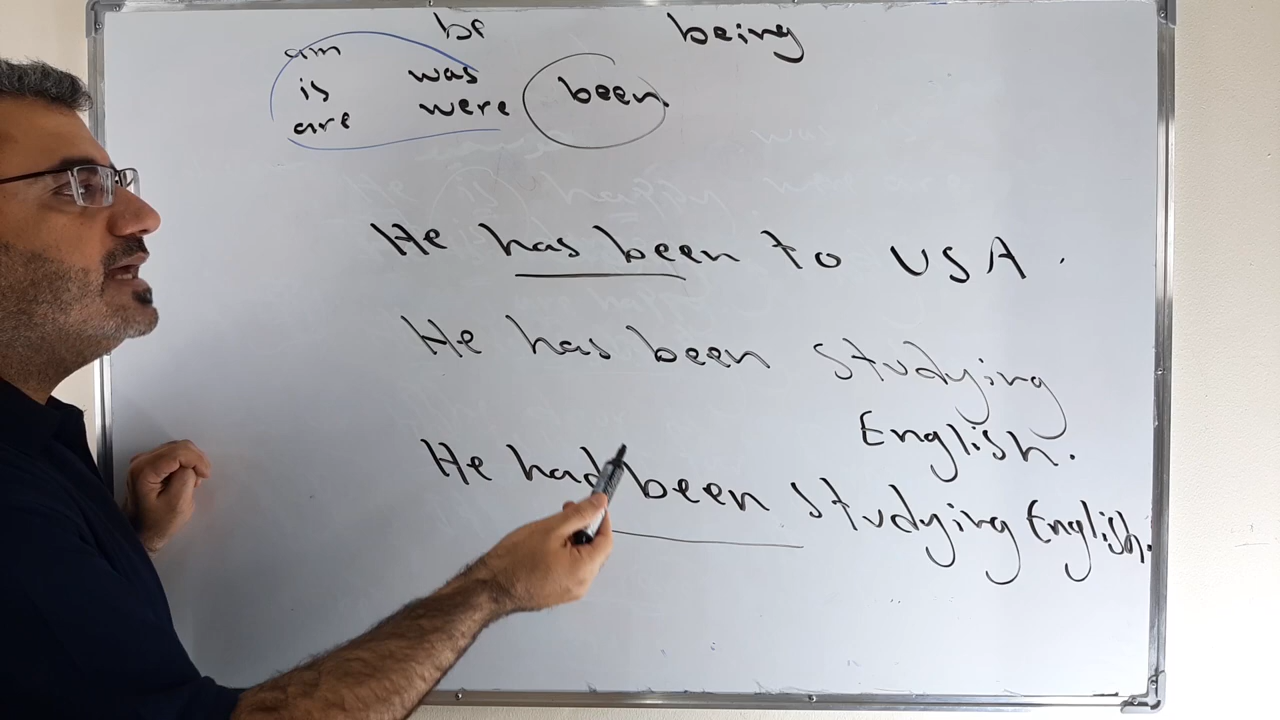 be being
am
is was been.
are were
He has been to USA.
He has been studying
English.
He had been studying English.